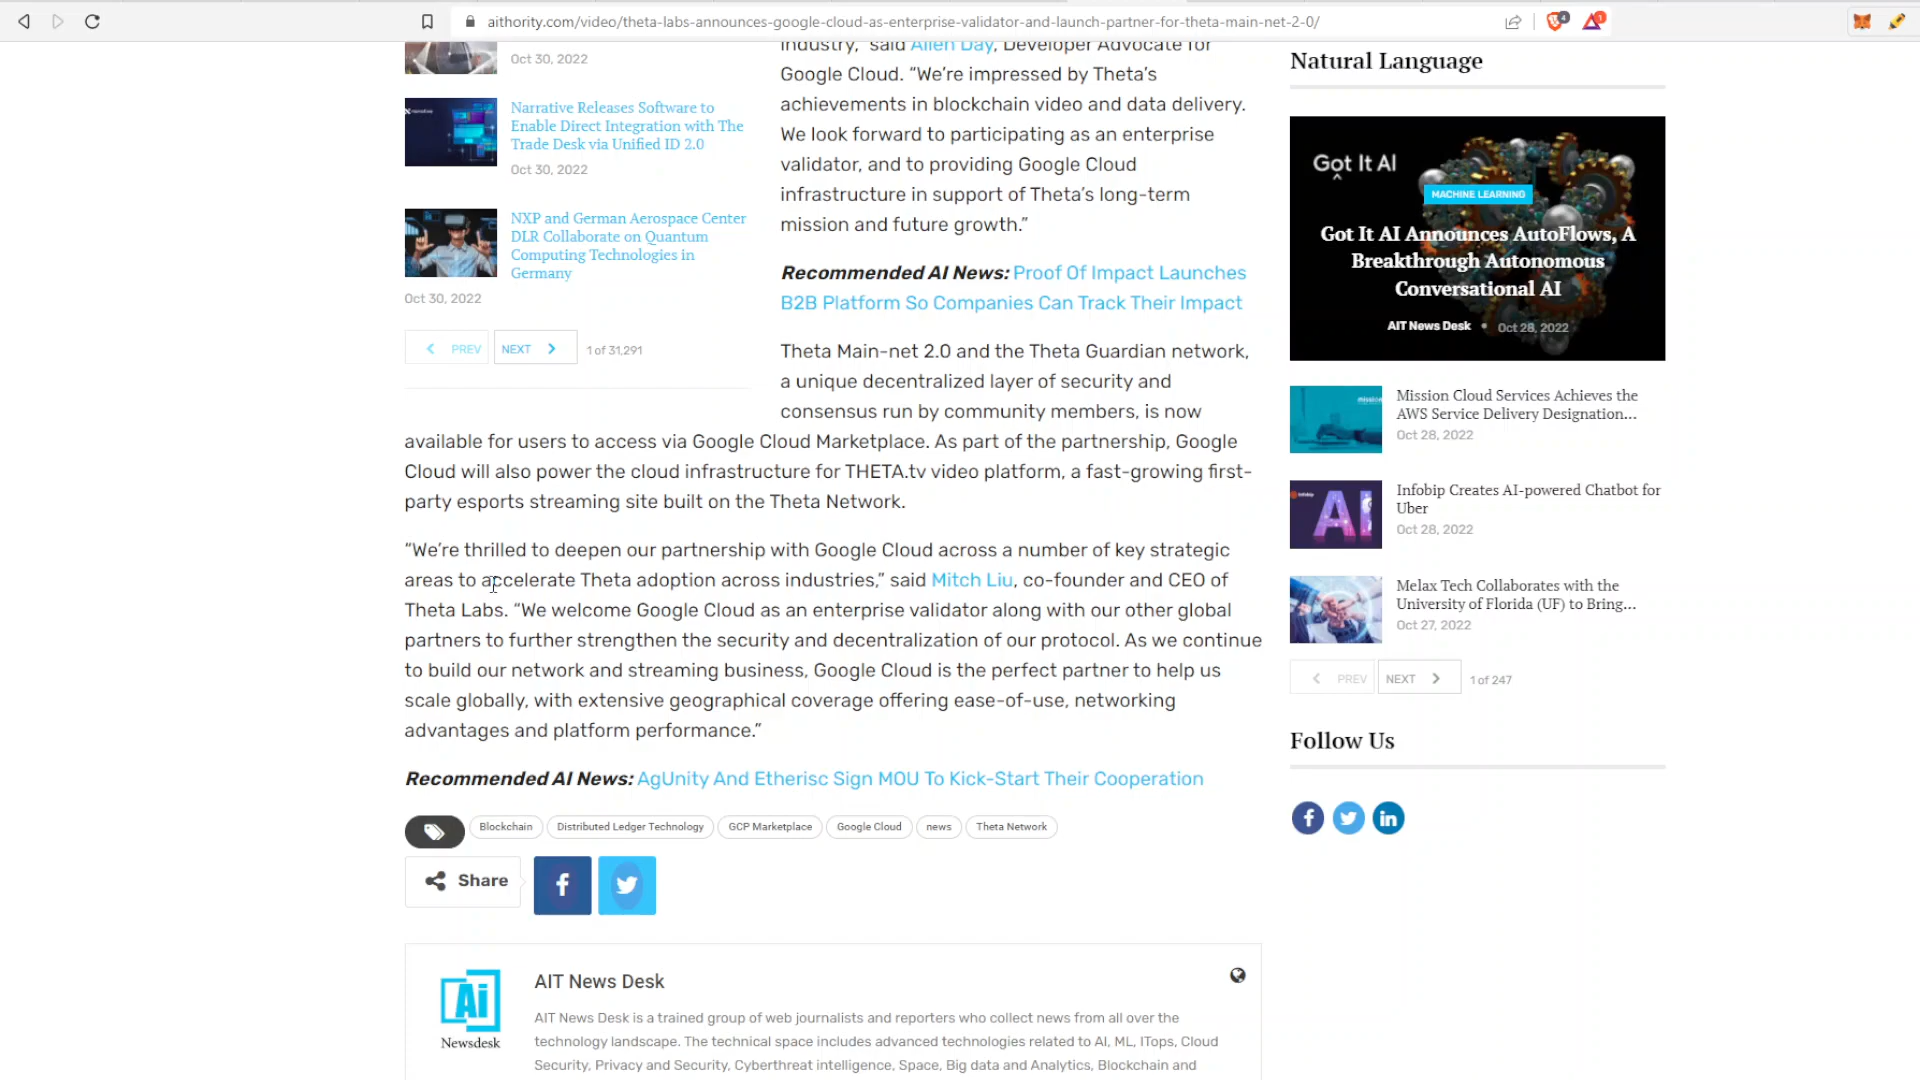 aithority.com/video/theta-labs-announces-google-cloud-as-enterprise-validator-and-launch-partner-for-theta-main-net-2-0/
4
1
Oct 30, 2022
Narrative Releases Software to
Enable Direct Integration with The
Trade Desk via Unified ID 2.0
Oct 30, 2022
NXP and German Aerospace Center
DLR Collaborate on Quantum
Computing Technologies in
Germany
Oct 30, 2022
PREV
NEXT
1 of 31,291
industry,” said Allen Day, Developer Advocate for
Google Cloud. “We’re impressed by Theta’s
achievements in blockchain video and data delivery.
We look forward to participating as an enterprise
validator, and to providing Google Cloud
infrastructure in support of Theta’s long-term
mission and future growth.”
Recommended AI News: Proof Of Impact Launches
B2B Platform So Companies Can Track Their Impact
Theta Main-net 2.0 and the Theta Guardian network,
a unique decentralized layer of security and
consensus run by community members, is now
available for users to access via Google Cloud Marketplace. As part of the partnership, Google
Cloud will also power the cloud infrastructure for THETA.tv video platform, a fast-growing first-
party esports streaming site built on the Theta Network.
“We’re thrilled to deepen our partnership with Google Cloud across a number of key strategic
areas to accelerate Theta adoption across industries,” said Mitch Liu, co-founder and CEO of
Theta Labs. “We welcome Google Cloud as an enterprise validator along with our other global
partners to further strengthen the security and decentralization of our protocol. As we continue
to build our network and streaming business, Google Cloud is the perfect partner to help us
scale globally, with extensive geographical coverage offering ease-of-use, networking
advantages and platform performance.”
Recommended AI News: AgUnity And Etherisc Sign MOU To Kick-Start Their Cooperation
Blockchain
Distributed Ledger Technology
GCP Marketplace
Google Cloud
news
Theta Network
Share
Ai
Newsdesk
AIT News Desk
AIT News Desk is a trained group of web journalists and reporters who collect news from all over the
technology landscape. The technical space includes advanced technologies related to AI, ML, ITops, Cloud
Security, Privacy and Security, Cyberthreat intelligence, Space, Big data and Analytics, Blockchain and
Natural Language
Got It AI
MACHINE LEARNING
Got It AI Announces AutoFlows, A
Breakthrough Autonomous
Conversational AI
AIT News Desk • Oct 28, 2022
Mission Cloud Services Achieves the
AWS Service Delivery Designation...
Oct 28, 2022
AI
Infobip Creates AI-powered Chatbot for
Uber
Oct 28, 2022
Melax Tech Collaborates with the
University of Florida (UF) to Bring...
Oct 27, 2022
PREV
NEXT
1 of 247
Follow Us